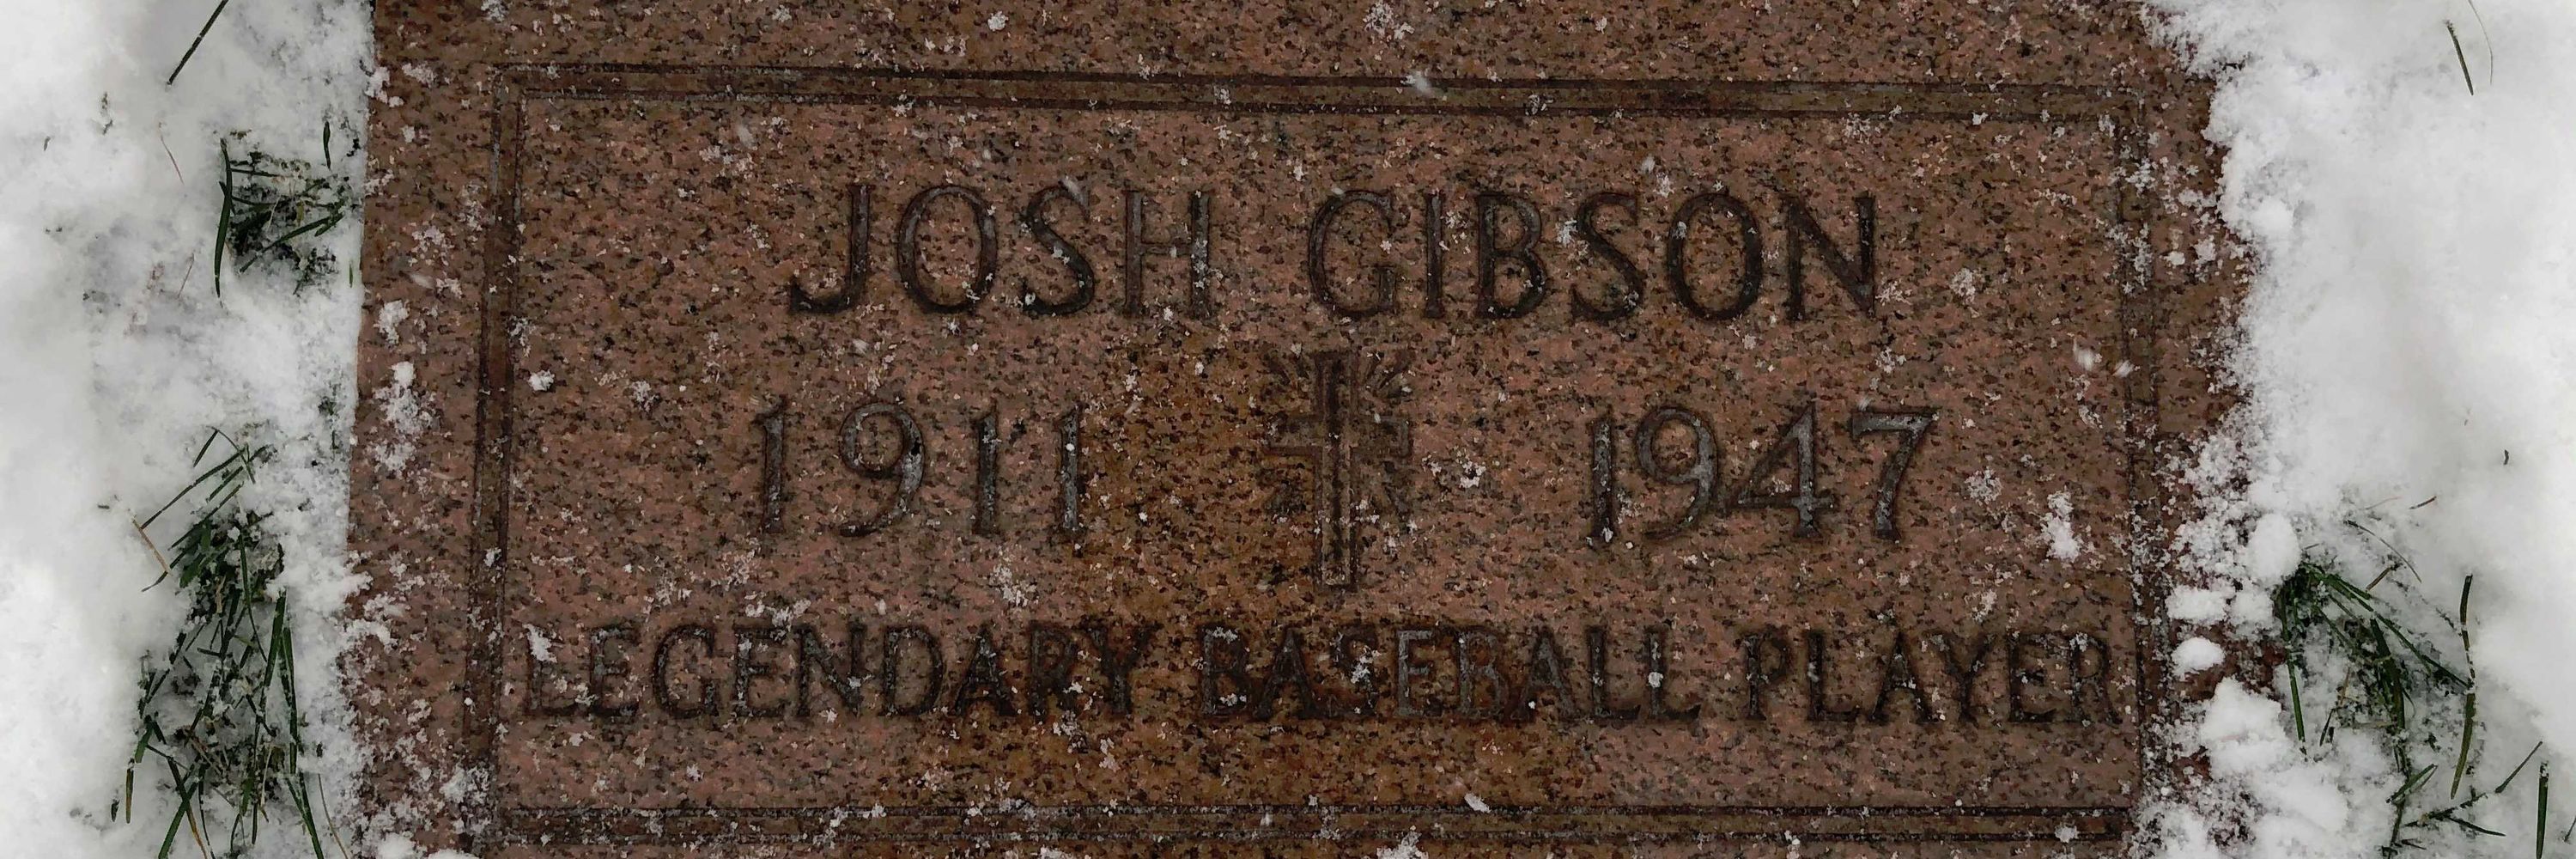 JOSH GIBSON
1911 1947
LEGENDARY BASEBALL PLAYER